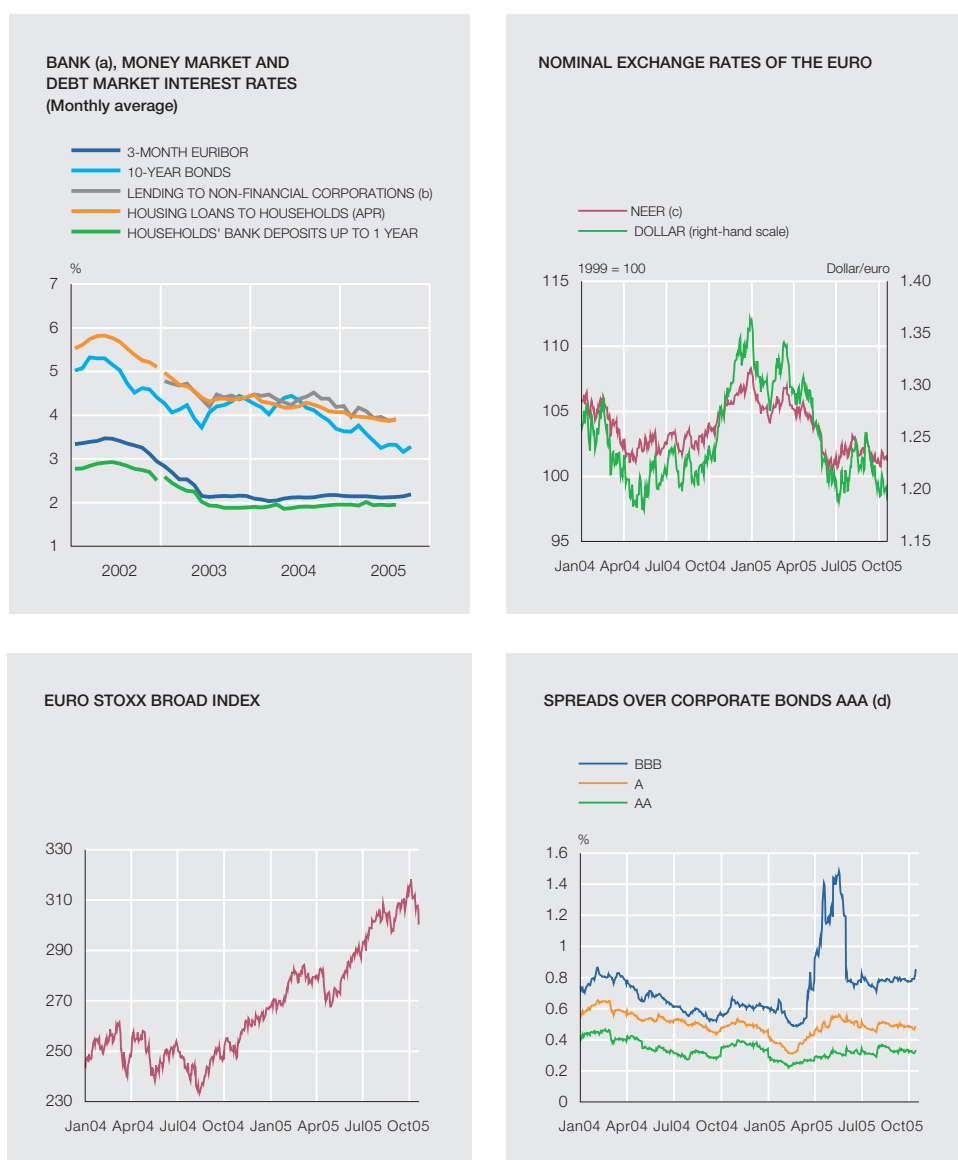 BANK (a), MONEY MARKET AND
DEBT MARKET INTEREST RATES
(Monthly average)
3-MONTH EURIBOR
10-YEAR BONDS
LENDING TO NON-FINANCIAL CORPORATIONS (b)
HOUSING LOANS TO HOUSEHOLDS (APR)
HOUSEHOLDS' BANK DEPOSITS UP TO 1 YEAR
%
7
6
5
4
3
2
1
2002 2003 2004 2005
NOMINAL EXCHANGE RATES OF THE EURO
NEER (c)
DOLLAR (right-hand scale)
1999 = 100 Dollar/euro
115 1.40
1.35
110
1.30
105
1.25
100
1.20
95 1.15
Jan04 Apr04 Jul04 Oct04 Jan05 Apr05 Jul05 Oct05
EURO STOXX BROAD INDEX
330
310
290
270
250
230
Jan04 Apr04 Jul04 Oct04 Jan05 Apr05 Jul05 Oct05
SPREADS OVER CORPORATE BONDS AAA (d)
BBB
A
AA
%
1.6
1.4
1.2
1
0.8
0.6
0.4
0.2
0
Jan04 Apr04 Jul04 Oct04 Jan05 Apr05 Jul05 Oct05